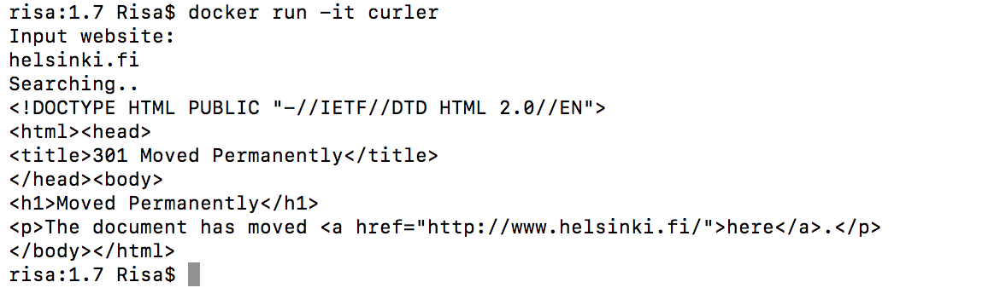 risa:1.7 Risa$ docker run -it curler
Input website:
helsinki.fi
Searching..
<!DOCTYPE HTML PUBLIC "-//IETF//DTD HTML 2.0//EN">
<html><head>
<title>301 Moved Permanently</title>
</head><body>
<h1>Moved Permanently</h1>
<p>The document has moved <a href="http://www.helsinki.fi/">here</a>.</p>
</body></html>
risa:1.7 Risa$